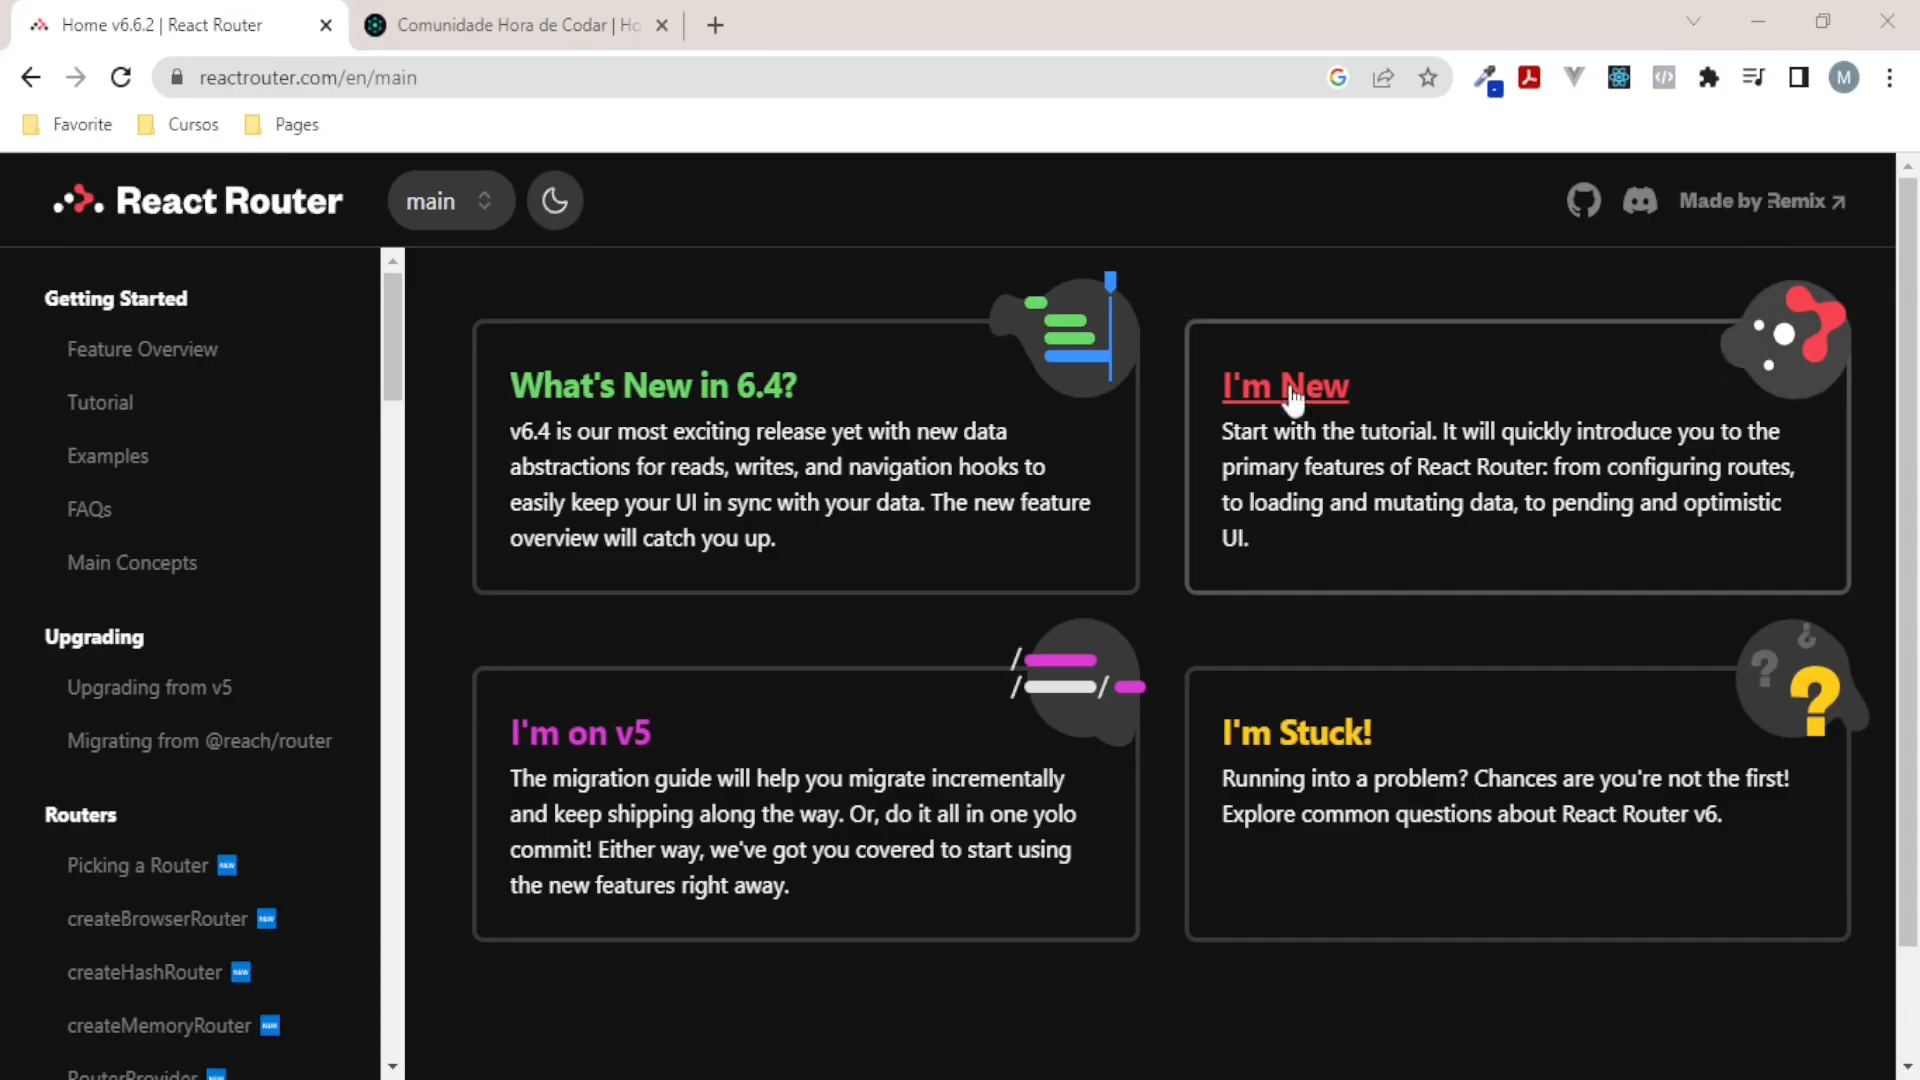 Home v6.6.2 | React Router
Comunidade Hora de Codar | Ho
reactrouter.com/en/main
M
Favorite
Cursos
Pages
React Router
main
Made by Remix
Getting Started
Feature Overview
Tutorial
Examples
FAQs
Main Concepts
Upgrading
Upgrading from v5
Migrating from @reach/router
Routers
Picking a Router NEW
createBrowserRouter NEW
createHashRouter NEW
createMemoryRouter NEW
RouterProvider
What's New in 6.4?
v6.4 is our most exciting release yet with new data
abstractions for reads, writes, and navigation hooks to
easily keep your UI in sync with your data. The new feature
overview will catch you up.
I'm New
Start with the tutorial. It will quickly introduce you to the
primary features of React Router: from configuring routes,
to loading and mutating data, to pending and optimistic
UI.
I'm on v5
The migration guide will help you migrate incrementally
and keep shipping along the way. Or, do it all in one yolo
commit! Either way, we've got you covered to start using
the new features right away.
I'm Stuck!
Running into a problem? Chances are you're not the first!
Explore common questions about React Router v6.